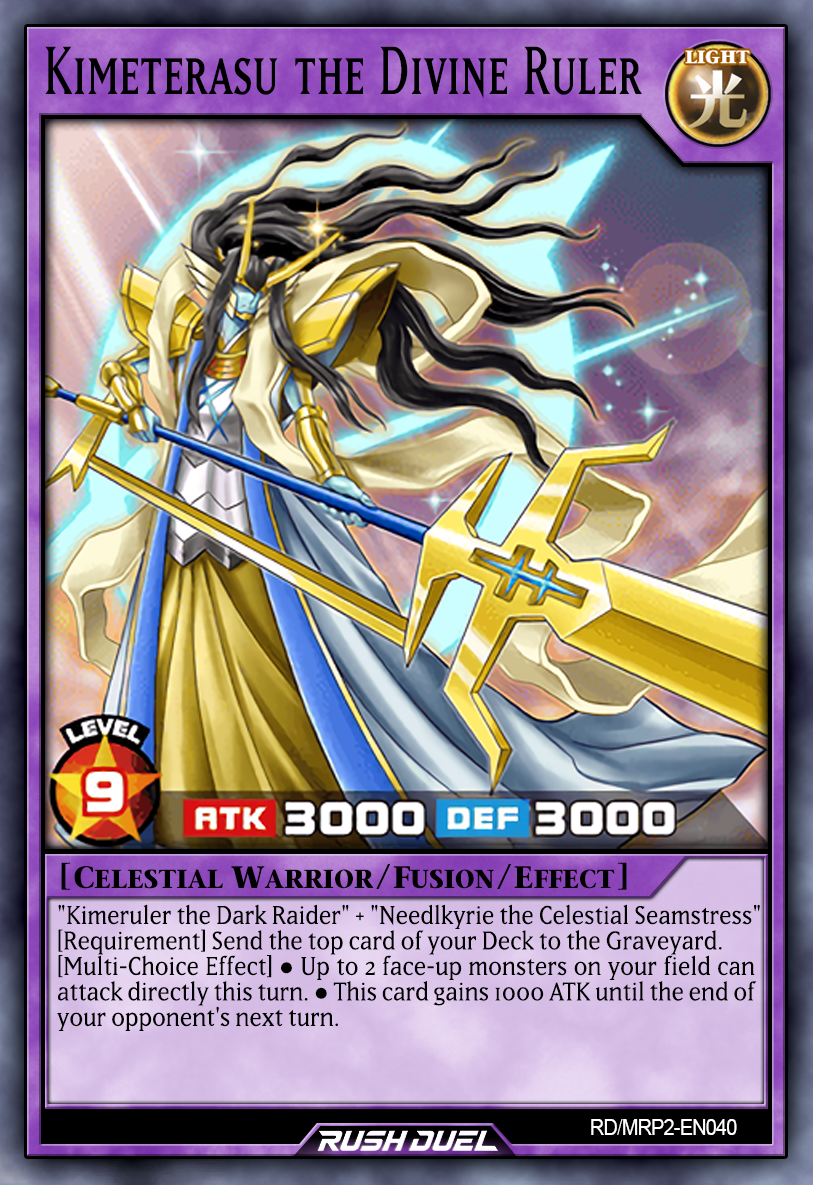 Kimeterasu the Divine Ruler
LIGHT
光
LEVEL
9
ATK 3000 DEF 3000
[Celestial Warrior/Fusion/Effect]
"Kimeruler the Dark Raider" + "Needlkyrie the Celestial Seamstress"
[Requirement] Send the top card of your Deck to the Graveyard.
[Multi-Choice Effect] ● Up to 2 face-up monsters on your field can
attack directly this turn. ● This card gains 1000 ATK until the end of
your opponent's next turn.
RD/MRP2-EN040
RUSH DUEL